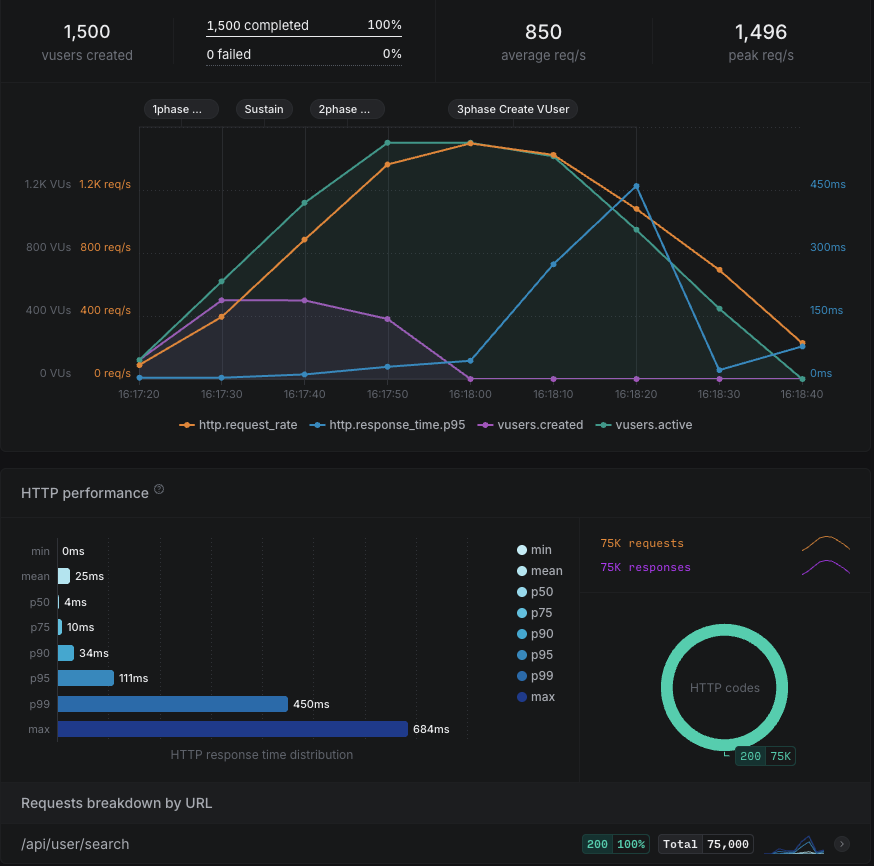 1,500
vusers created
1,500 completed 100%
0 failed 0%
850
average req/s
1,496
peak req/s
1phase ... Sustain 2phase ... 3phase Create VUser
1.2K VUs 1.2K req/s 450ms
800 VUs 800 req/s 300ms
400 VUs 400 req/s 150ms
0 VUs 0 req/s 0ms
16:17:20 16:17:30 16:17:40 16:17:50 16:18:00 16:18:10 16:18:20 16:18:30 16:18:40
http.request_rate http.response_time.p95 vusers.created vusers.active
HTTP performance ?
min 0ms
mean 25ms
p50 4ms
p75 10ms
p90 34ms
p95 111ms
p99 450ms
max 684ms
HTTP response time distribution
min
mean
p50
p75
p90
p95
p99
max
75K requests
75K responses
HTTP codes
200 75K
Requests breakdown by URL
/api/user/search 200 100% Total 75,000